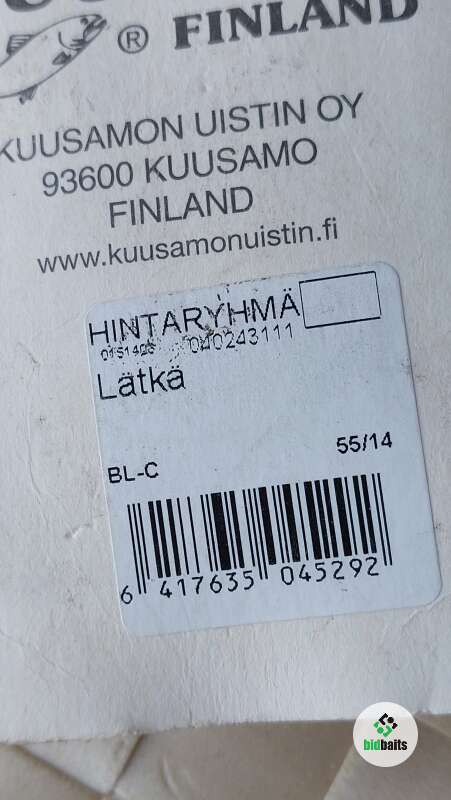 ® FINLAND
KUUSAMON UISTIN OY
93600 KUUSAMO
FINLAND
www.kuusamonuistin.fi
HINTARYHMÄ
040243111
Lätkä
BL-C 55/14
6 417635 045292
bidbaits